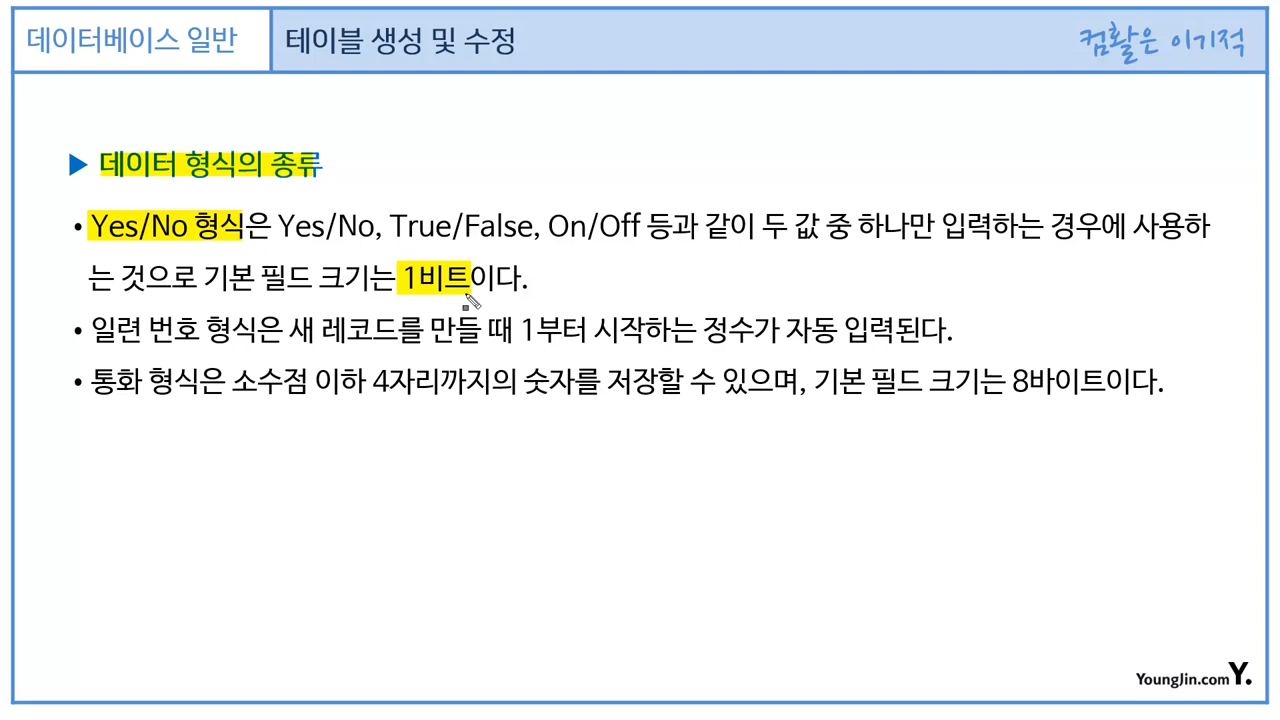 데이터베이스 일반
테이블 생성 및 수정
컴활은 이기적
▶ 데이터 형식의 종류
• Yes/No 형식은 Yes/No, True/False, On/Off 등과 같이 두 값 중 하나만 입력하는 경우에 사용하
는 것으로 기본 필드 크기는 1비트이다.
• 일련 번호 형식은 새 레코드를 만들 때 1부터 시작하는 정수가 자동 입력된다.
• 통화 형식은 소수점 이하 4자리까지의 숫자를 저장할 수 있으며, 기본 필드 크기는 8바이트이다.
YoungJin.com Y.